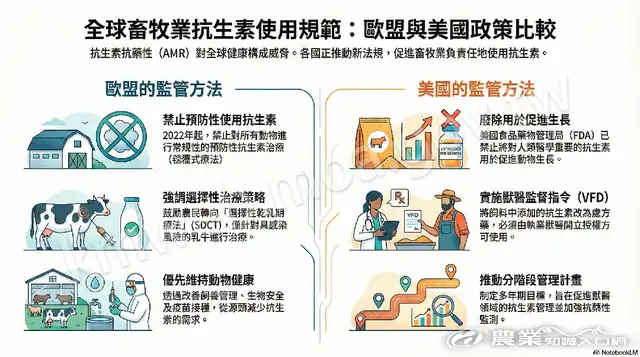 全球畜牧業抗生素使用規範：歐盟與美國政策比較
抗生素抗藥性（AMR）對全球健康構成威脅。各國正推動新法規，促進畜牧業負責任地使用抗生素。
歐盟的監管方法
禁止預防性使用抗生素
2022年起，禁止對所有動物進
行常規性的預防性抗生素治療
（毯覆式療法）
強調選擇性治療策略
鼓勵農民轉向「選擇性乾乳期
療法」(SDCT)，僅針對具感染
風險的乳牛進行治療。
優先維持動物健康
透過改善飼養管理、生物安全
及疫苗接種，從源頭減少抗生
素的需求。
美國的監管方法
廢除用於促進生長
美國食品藥物管理局（FDA）已
禁止將對人類醫學重要的抗生素
用於促進動物生長。
實施獸醫監督指令（VFD）
將飼料中添加的抗生素改為處方
藥，必須由執業獸醫開立授權方
可使用。
Rx
VFD
推動分階段管理計畫
制定多年期目標，旨在促進獸醫
領域的抗生素管理並加強抗藥性
監測。
農業知識入口網
NotebookLM